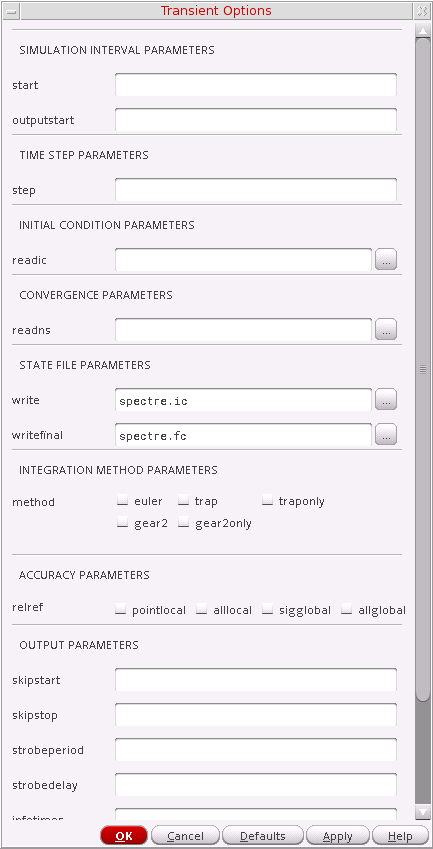 Transient Options
SIMULATION INTERVAL PARAMETERS
start
outputstart
TIME STEP PARAMETERS
step
INITIAL CONDITION PARAMETERS
readic
...
CONVERGENCE PARAMETERS
readns
...
STATE FILE PARAMETERS
write
spectre.ic
...
writefinal
spectre.fc
...
INTEGRATION METHOD PARAMETERS
method
euler trap traponly
gear2 gear2only
ACCURACY PARAMETERS
relref
pointlocal alllocal sigglobal allglobal
OUTPUT PARAMETERS
skipstart
skipstop
strobeperiod
strobedelay
infotimes
OK Cancel Defaults Apply Help